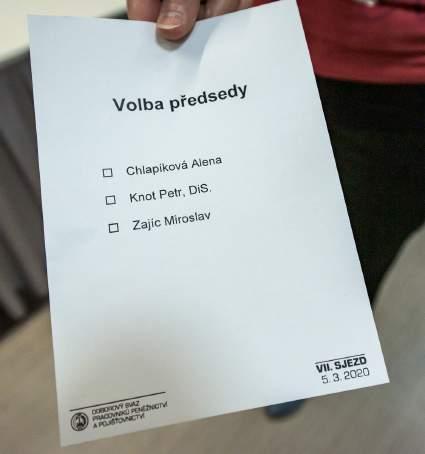 Volba předsedy
Chlapíková Alena
Knot Petr, DiS.
Zajíc Miroslav
VII. SJEZD
5. 3. 2020
ODBOROVÝ SVAZ
PRACOVNÍKŮ PENĚŽNICTVÍ
A POJIŠŤOVNICTVÍ